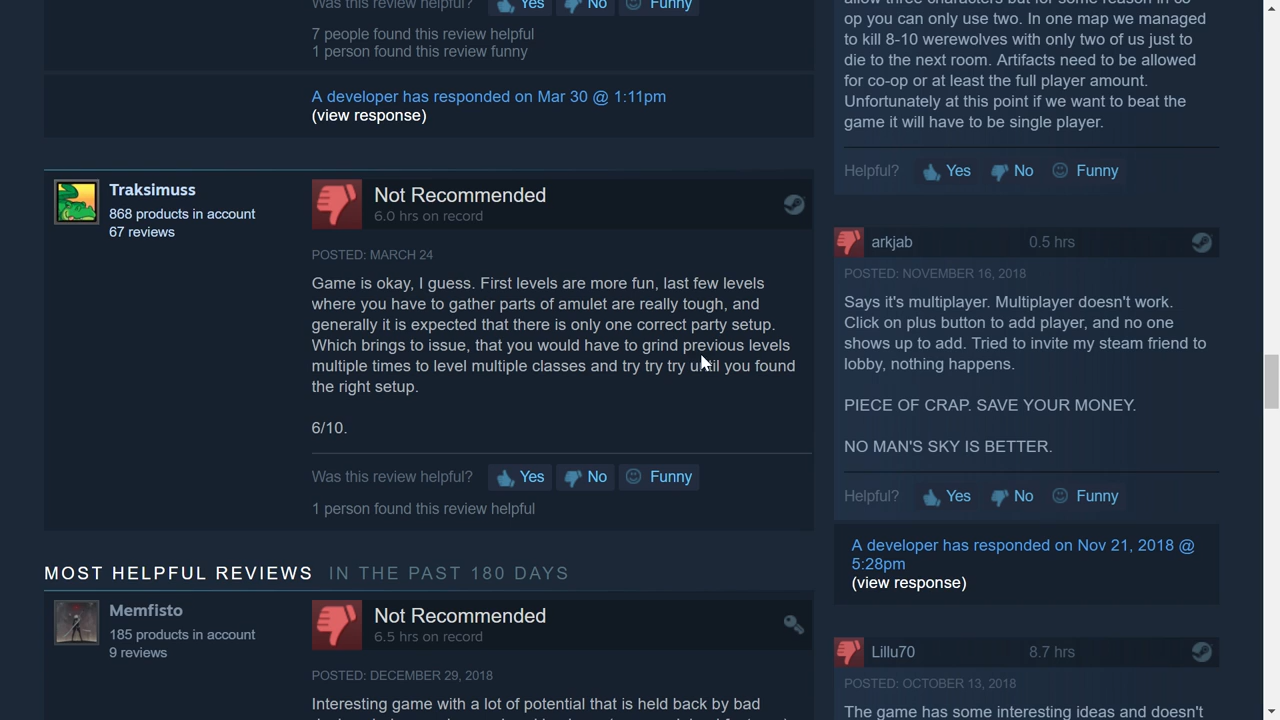 Was this review helpful? Yes No Funny
7 people found this review helpful
1 person found this review funny
A developer has responded on Mar 30 @ 1:11pm
(view response)
Traksimuss
868 products in account
67 reviews
Not Recommended
6.0 hrs on record
POSTED: MARCH 24
Game is okay, I guess. First levels are more fun, last few levels
where you have to gather parts of amulet are really tough, and
generally it is expected that there is only one correct party setup.
Which brings to issue, that you would have to grind previous levels
multiple times to level multiple classes and try try try until you found
the right setup.
6/10.
Was this review helpful? Yes No Funny
1 person found this review helpful
MOST HELPFUL REVIEWS IN THE PAST 180 DAYS
Memfisto
185 products in account
9 reviews
Not Recommended
6.5 hrs on record
POSTED: DECEMBER 29, 2018
Interesting game with a lot of potential that is held back by bad
allow three characters but for some reason in co-
op you can only use two. In one map we managed
to kill 8-10 werewolves with only two of us just to
die to the next room. Artifacts need to be allowed
for co-op or at least the full player amount.
Unfortunately at this point if we want to beat the
game it will have to be single player.
Helpful? Yes No Funny
arkjab 0.5 hrs
POSTED: NOVEMBER 16, 2018
Says it's multiplayer. Multiplayer doesn't work.
Click on plus button to add player, and no one
shows up to add. Tried to invite my steam friend to
lobby, nothing happens.
PIECE OF CRAP. SAVE YOUR MONEY.
NO MAN'S SKY IS BETTER.
Helpful? Yes No Funny
A developer has responded on Nov 21, 2018 @
5:28pm
(view response)
Lillu70 8.7 hrs
POSTED: OCTOBER 13, 2018
The game has some interesting ideas and doesn't